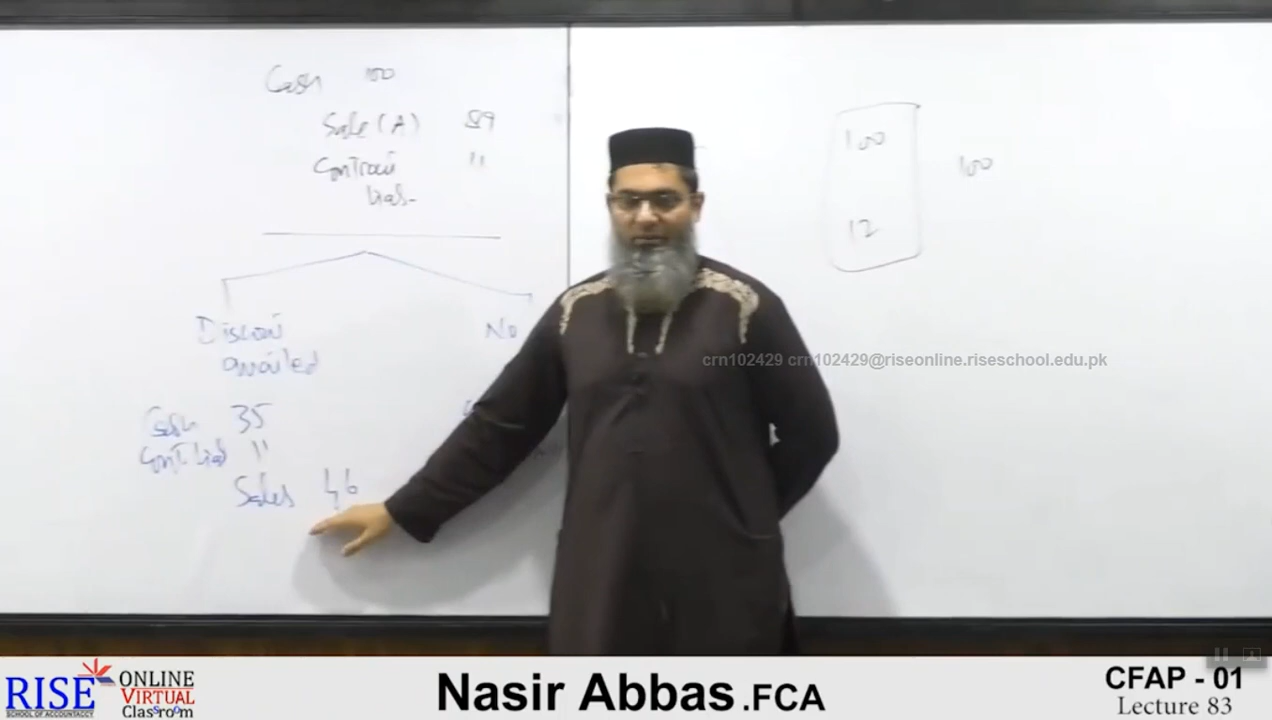 Cash 100
Sale (A) 89
Contract 11
Liab-
Discount No
availed
Cash 35
Cont. Liab 11
Sales 46
100
100
12
crn102429 crn102429@riseonline.riseschool.edu.pk
RISE ONLINE
VIRTUAL
SCHOOL OF ACCOUNTANCY Classroom
Nasir Abbas .FCA
CFAP - 01
Lecture 83